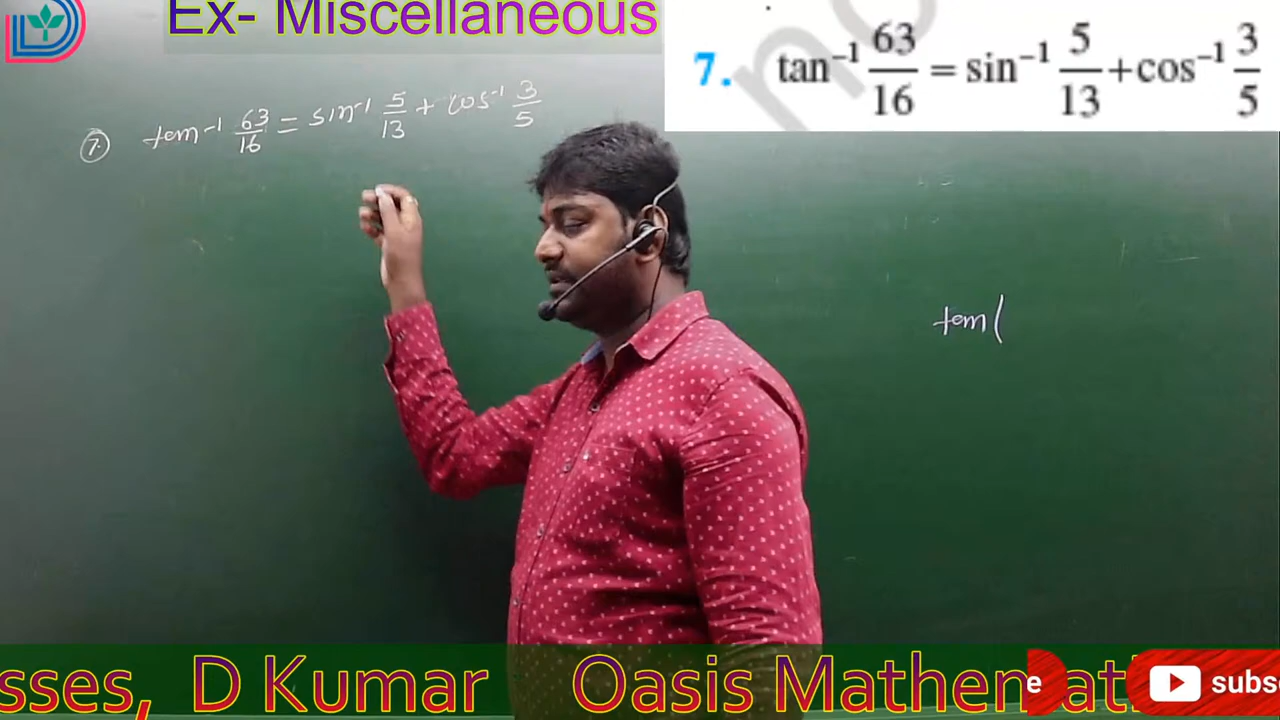 Ex- Miscellaneous
7. tan⁻¹ 63/16 = sin⁻¹ 5/13 + cos⁻¹ 3/5
7. tan⁻¹ 63/16 = sin⁻¹ 5/13 + cos⁻¹ 3/5
tan(
sses, D Kumar Oasis Mathemati
subs